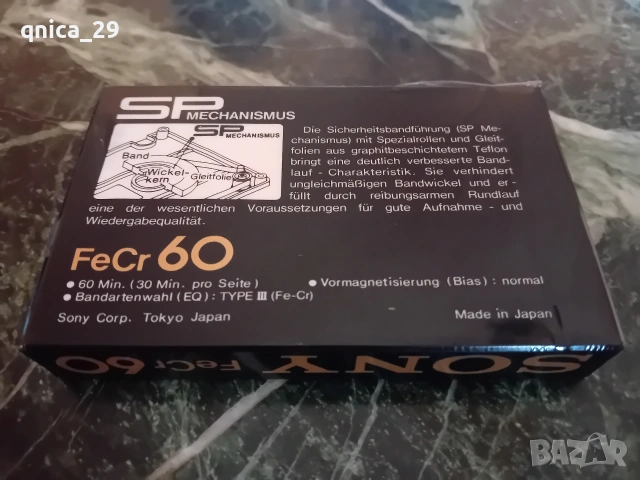 qnica_29
SP MECHANISMUS
SP MECHANISMUS
Band
Wickel-
kern
Gleitfolie
Die Sicherheitsbandführung (SP Me-
chanismus) mit Spezialrollen und Gleit-
folien aus graphitbeschichtetem Teflon
bringt eine deutlich verbesserte Band-
lauf - Charakteristik. Sie verhindert
ungleichmäßigen Bandwickel und er-
füllt durch reibungsarmen Rundlauf
eine der wesentlichen Voraussetzungen für gute Aufnahme - und
Wiedergabequalität.
FeCr 60
• 60 Min. (30 Min. pro Seite)
• Vormagnetisierung (Bias) : normal
• Bandartenwahl (EQ) : TYPE III (Fe-Cr)
Sony Corp. Tokyo Japan
Made in Japan
SONY FeCr 60
BAZAR